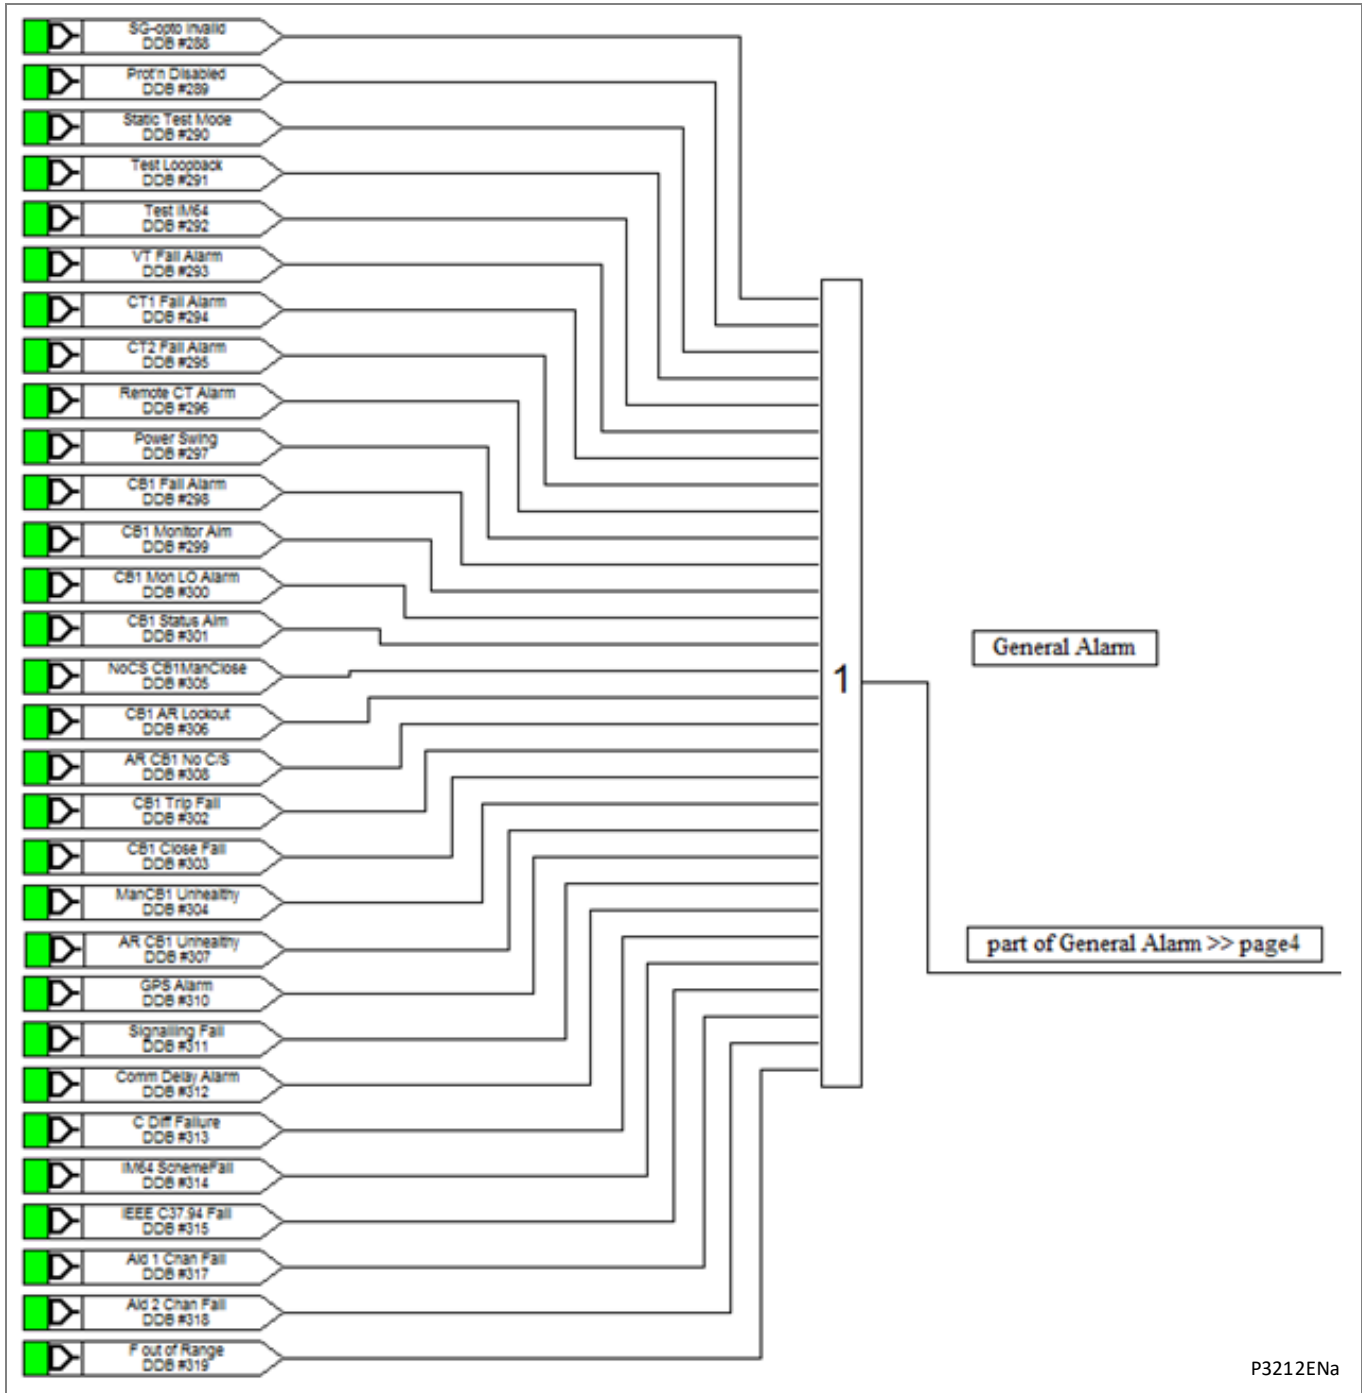 SG-opto Invalid
DDB #288
Prot'n Disabled
DDB #289
Static Test Mode
DDB #290
Test Loopback
DDB #291
Test IM64
DDB #292
VT Fail Alarm
DDB #293
CT1 Fail Alarm
DDB #294
CT2 Fail Alarm
DDB #295
Remote CT Alarm
DDB #296
Power Swing
DDB #297
CB1 Fail Alarm
DDB #298
CB1 Monitor Alm
DDB #299
CB1 Mon LO Alarm
DDB #300
CB1 Status Alm
DDB #301
General Alarm
NoCS CB1ManClose
DDB #305
1
CB1 AR Lockout
DDB #306
AR CB1 No C/S
DDB #308
CB1 Trip Fail
DDB #302
CB1 Close Fail
DDB #303
ManCB1 Unhealthy
DDB #304
AR CB1 Unhealthy
DDB #307
part of General Alarm >> page4
GPS Alarm
DDB #310
Signalling Fail
DDB #311
Comm Delay Alarm
DDB #312
C Diff Failure
DDB #313
IM64 SchemeFail
DDB #314
IEEE C37.94 Fail
DDB #315
Aid 1 Chan Fail
DDB #317
Aid 2 Chan Fail
DDB #318
F out of Range
DDB #319
P3212ENa